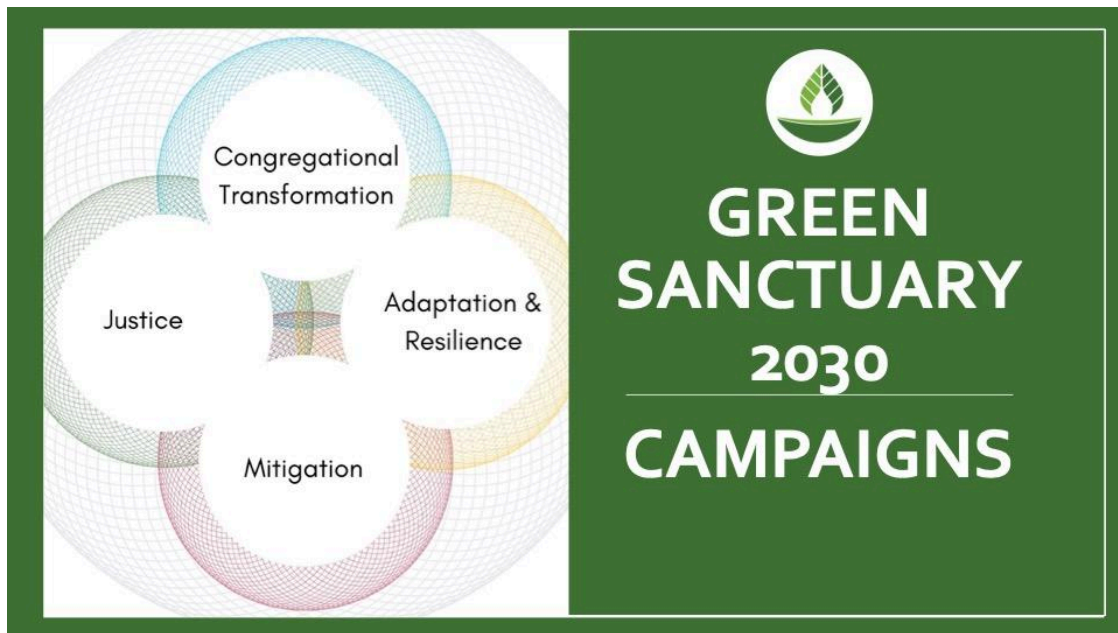 Congregational
Transformation
Justice
Adaptation &
Resilience
Mitigation
GREEN
SANCTUARY
2030
CAMPAIGNS